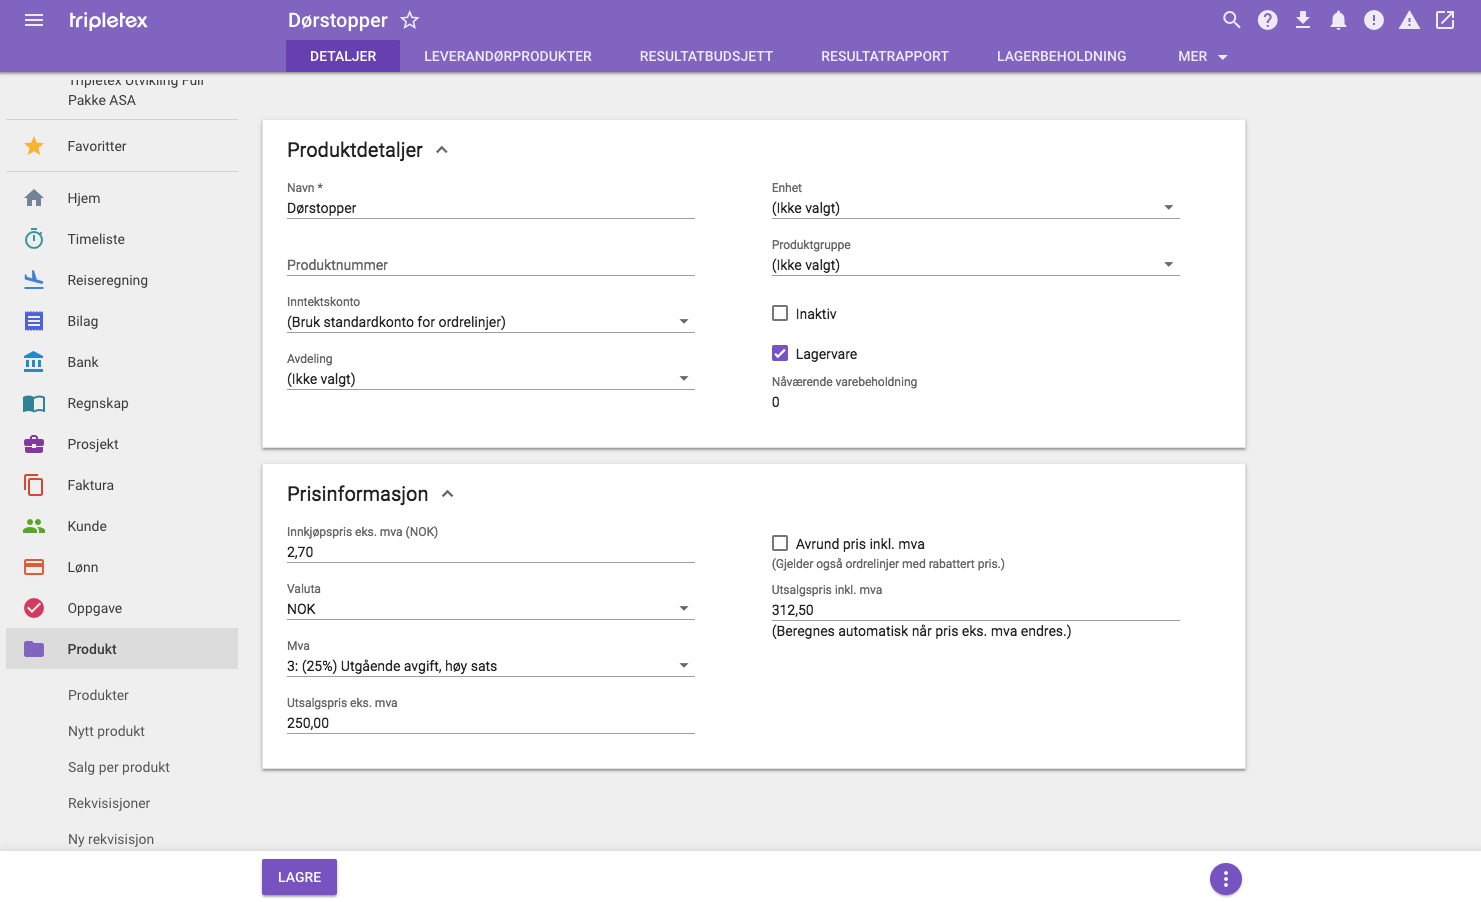 tripletex
Dørstopper
DETALJER
LEVERANDØRPRODUKTER
RESULTATBUDSJETT
RESULTATRAPPORT
LAGERBEHOLDNING
MER
Tripletex Utvikling Full
Pakke ASA
Favoritter
Hjem
Timeliste
Reiseregning
Bilag
Bank
Regnskap
Prosjekt
Faktura
Kunde
Lønn
Oppgave
Produkt
Produkter
Nytt produkt
Salg per produkt
Rekvisisjoner
Ny rekvisisjon
Produktdetaljer
Navn *
Dørstopper
Produktnummer
Inntektskonto
(Bruk standardkonto for ordrelinjer)
Avdeling
(Ikke valgt)
Enhet
(Ikke valgt)
Produktgruppe
(Ikke valgt)
Inaktiv
Lagervare
Nåværende varebeholdning
0
Prisinformasjon
Innkjøpspris eks. mva (NOK)
2,70
Valuta
NOK
Mva
3: (25%) Utgående avgift, høy sats
Utsalgspris eks. mva
250,00
Avrund pris inkl. mva
(Gjelder også ordrelinjer med rabattert pris.)
Utsalgspris inkl. mva
312,50
(Beregnes automatisk når pris eks. mva endres.)
LAGRE